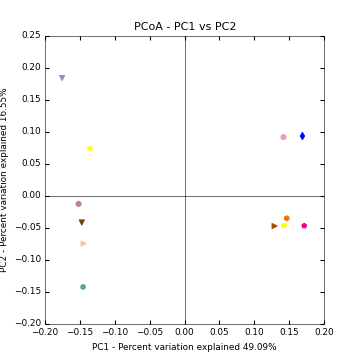 PCoA - PC1 vs PC2
0.25
0.20
0.15
0.10
0.05
0.00
−0.05
−0.10
−0.15
−0.20
PC2 - Percent variation explained 16.55%
−0.20 −0.15 −0.10 −0.05 0.00 0.05 0.10 0.15 0.20
PC1 - Percent variation explained 49.09%